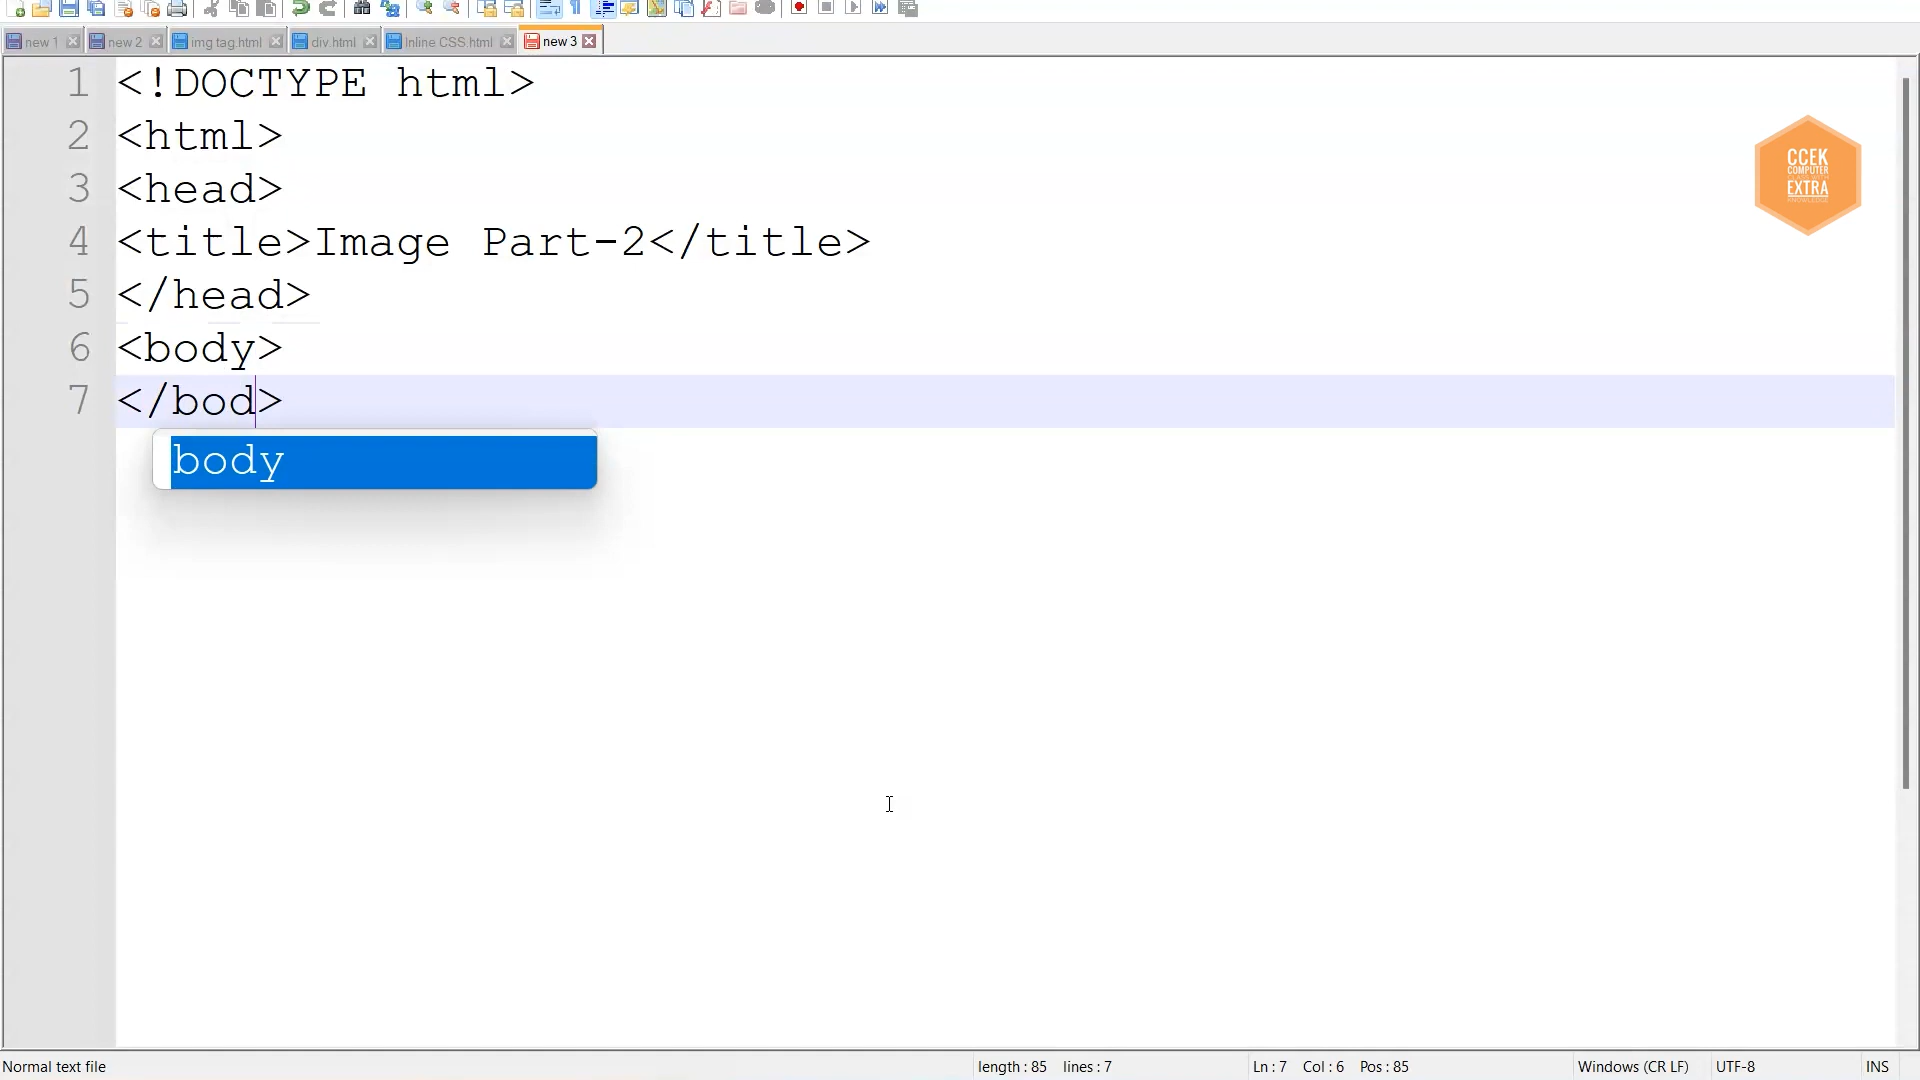 new 1 new 2 img tag.html div.html Inline CSS.html new 3
1 <!DOCTYPE html>
2 <html>
3 <head>
4 <title>Image Part-2</title>
5 </head>
6 <body>
7 </bod>
body
CCEK
COMPUTER
EXTRA
KNOWLEDGE
Normal text file length : 85 lines : 7 Ln : 7 Col : 6 Pos : 85 Windows (CR LF) UTF-8 INS